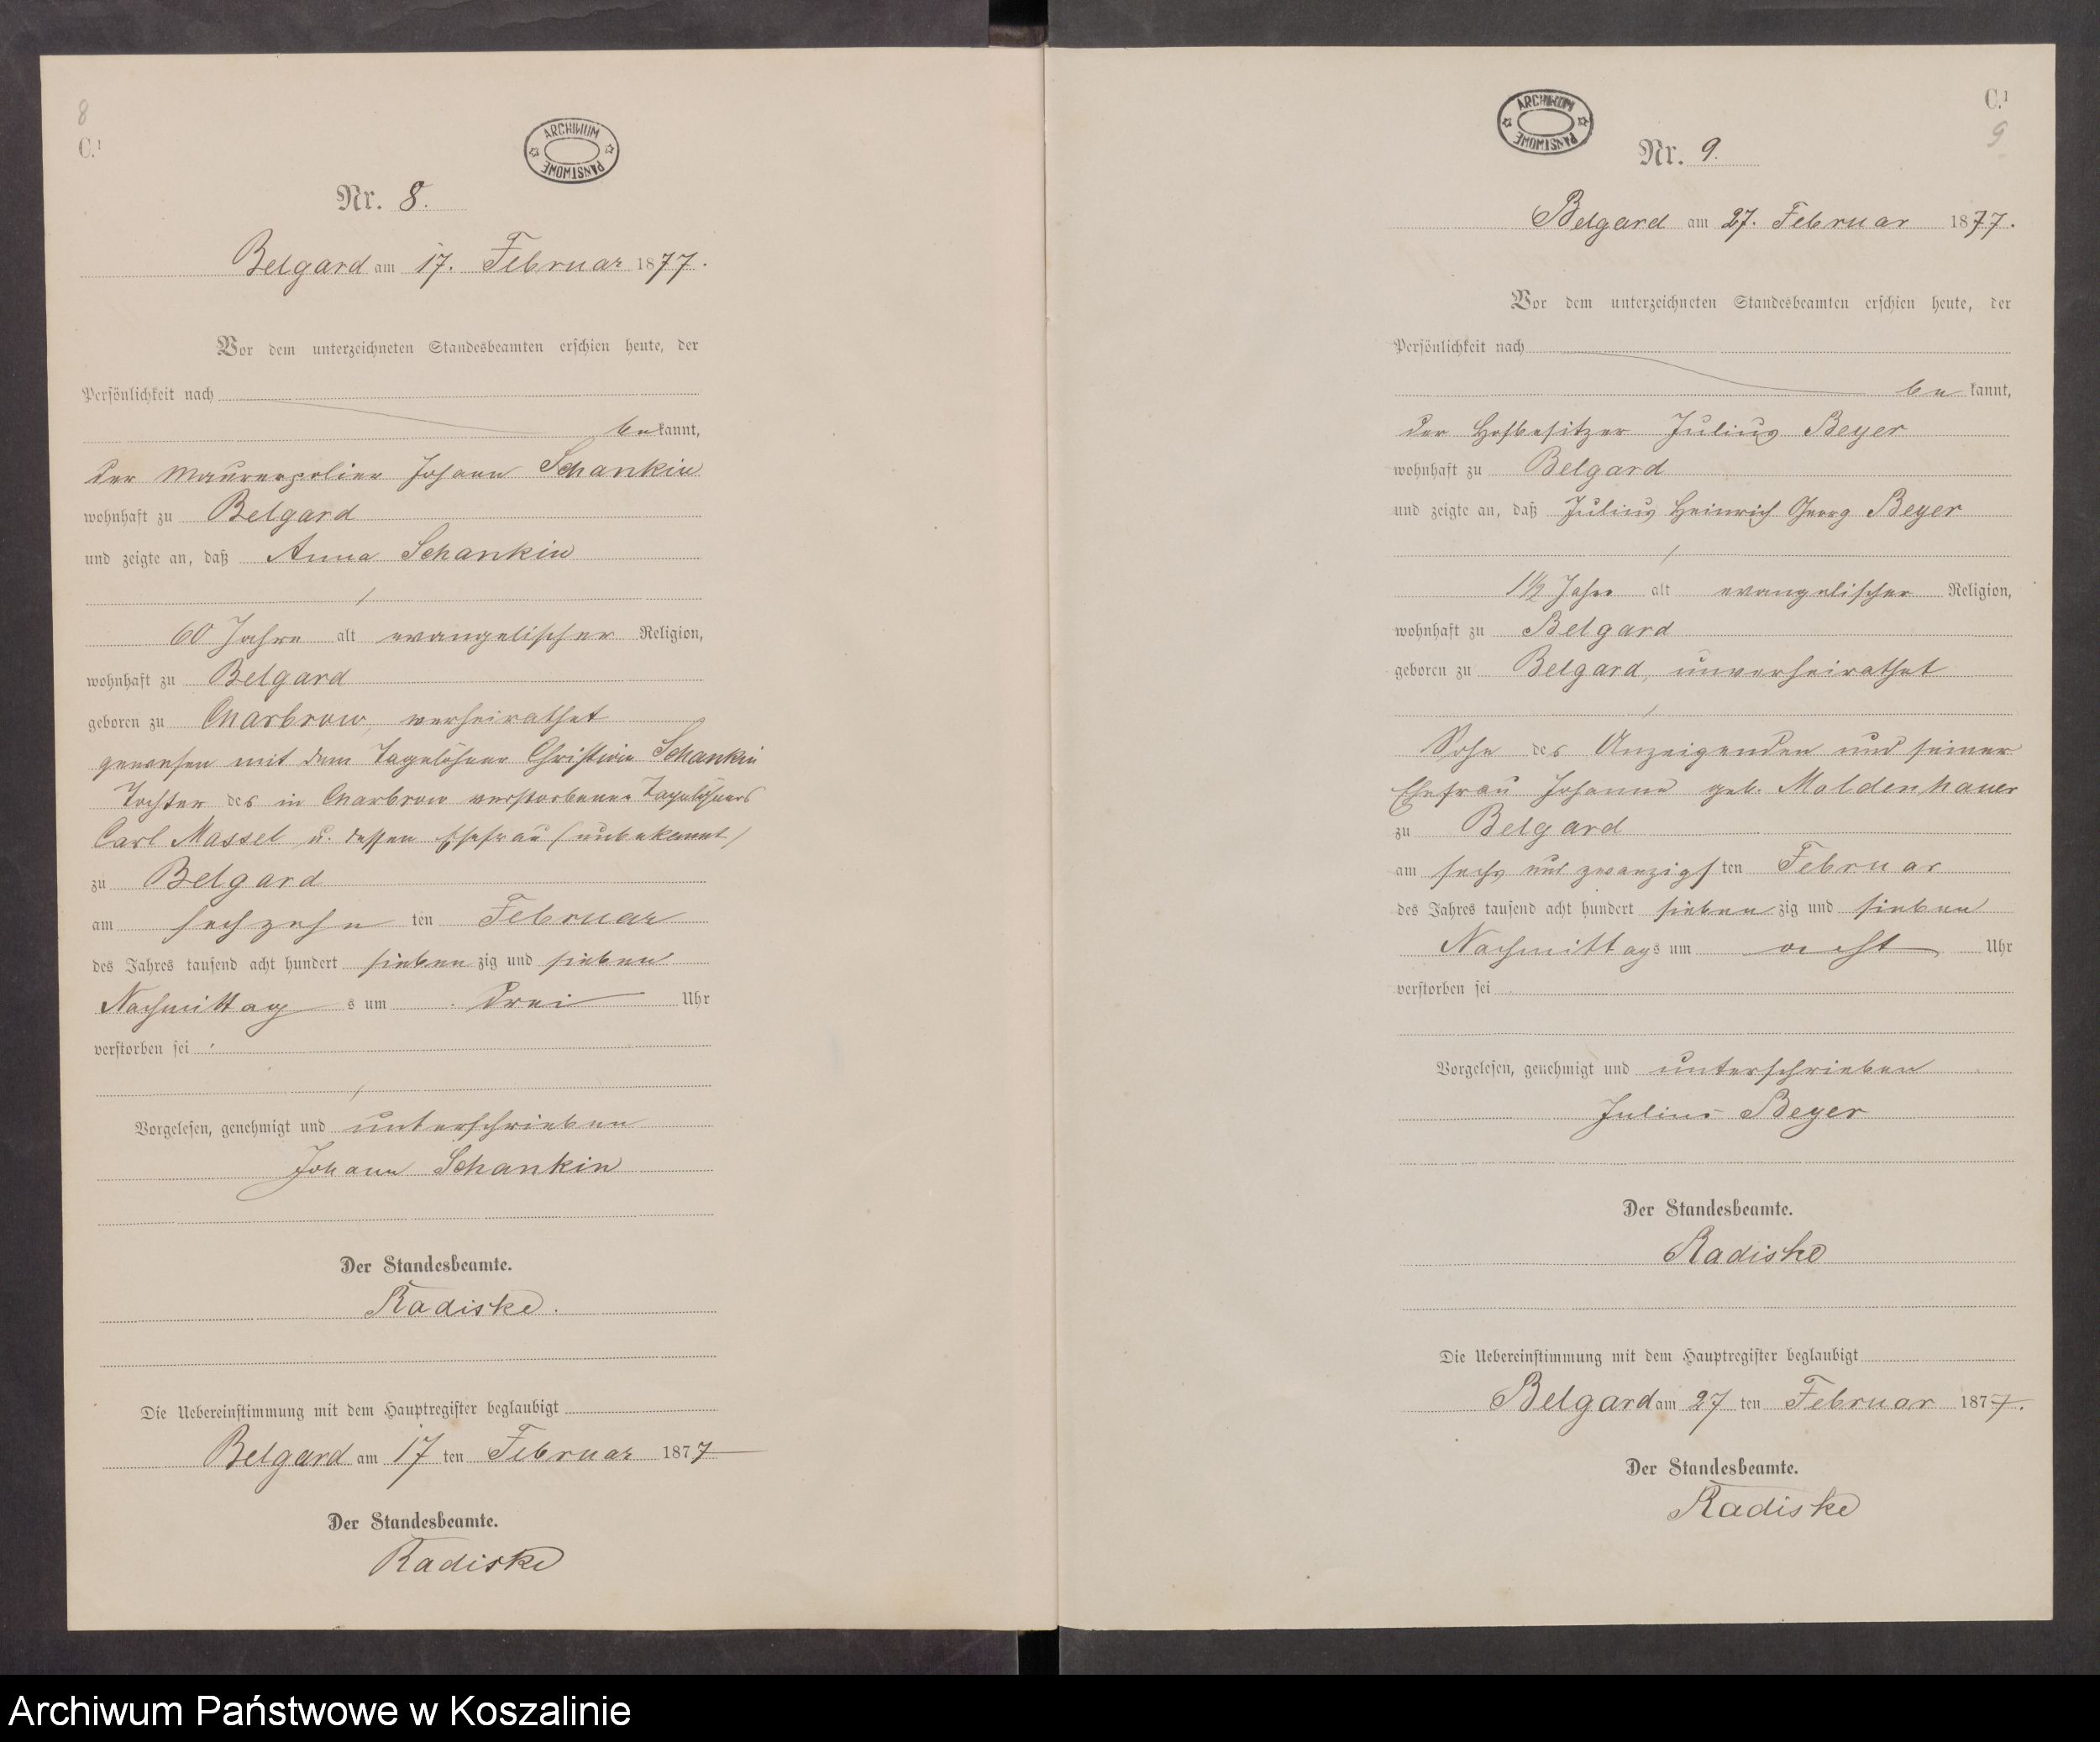 8
C.1
ARCHIWUM PAŃSTWOWE
Nr. 8.
Belgard am 17. Februar 1877.
Vor dem unterzeichneten Standesbeamten erschien heute, der
Persönlichkeit nach
bekannt,
der Maurerpolier Johann Schankin
wohnhaft zu Belgard
und zeigte an, daß Anna Schankin
60 Jahre alt evangelischer Religion,
wohnhaft zu Belgard
geboren zu Charbrow, verheirathet
gewesen mit dem Tagelöhner Christian Schankin
Tochter des in Charbrow verstorbenen Tagelöhners
Carl Massel u. dessen Ehefrau (unbekannt)
zu Belgard
am sechzehnten Februar
des Jahres tausend acht hundert siebenzig und sieben
Nachmittags um drei Uhr
verstorben sei
Vorgelesen, genehmigt und unterschrieben
Johann Schankin
Der Standesbeamte.
Radiske.
Die Uebereinstimmung mit dem Hauptregister beglaubigt
Belgard am 17ten Februar 1877
Der Standesbeamte.
Radiske
C.1
9
ARCHIWUM PAŃSTWOWE
Nr. 9.
Belgard am 27. Februar 1877.
Vor dem unterzeichneten Standesbeamten erschien heute, der
Persönlichkeit nach
bekannt,
der Hofbesitzer Julius Beyer
wohnhaft zu Belgard
und zeigte an, daß Julius Heinrich Georg Beyer
1½ Jahr alt evangelischer Religion,
wohnhaft zu Belgard
geboren zu Belgard, unverheirathet
Sohn des Anzeigenden und seiner
Ehefrau Johanne geb. Moldenhauer
zu Belgard
am sechs und zwanzigsten Februar
des Jahres tausend acht hundert siebenzig und sieben
Nachmittags um acht Uhr
verstorben sei
Vorgelesen, genehmigt und unterschrieben
Julius Beyer
Der Standesbeamte.
Radiske
Die Uebereinstimmung mit dem Hauptregister beglaubigt
Belgard am 27ten Februar 1877.
Der Standesbeamte.
Radiske
Archiwum Państwowe w Koszalinie